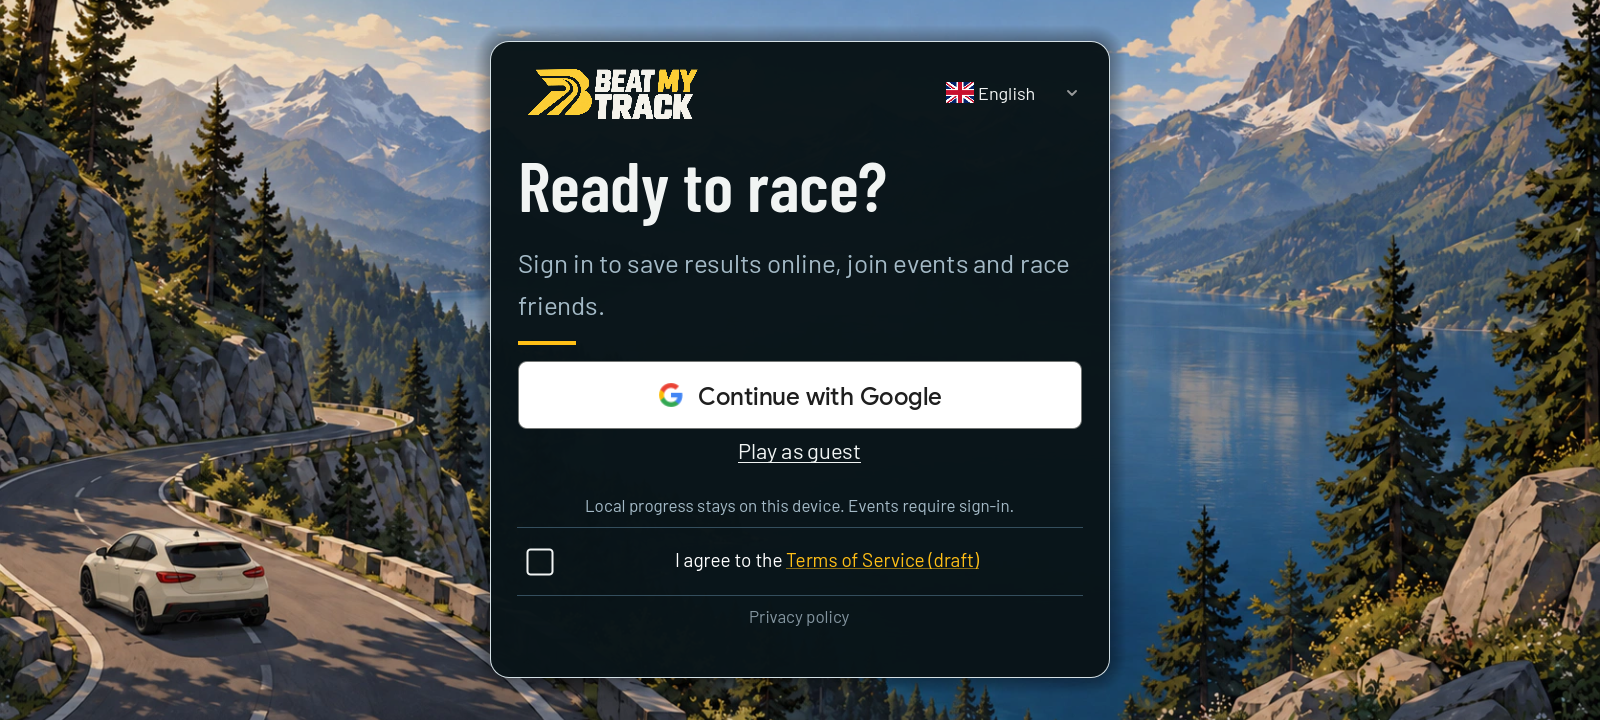 BEAT MY
TRACK
English
Ready to race?
Sign in to save results online, join events and race
friends.
Continue with Google
Play as guest
Local progress stays on this device. Events require sign-in.
I agree to the Terms of Service (draft)
Privacy policy